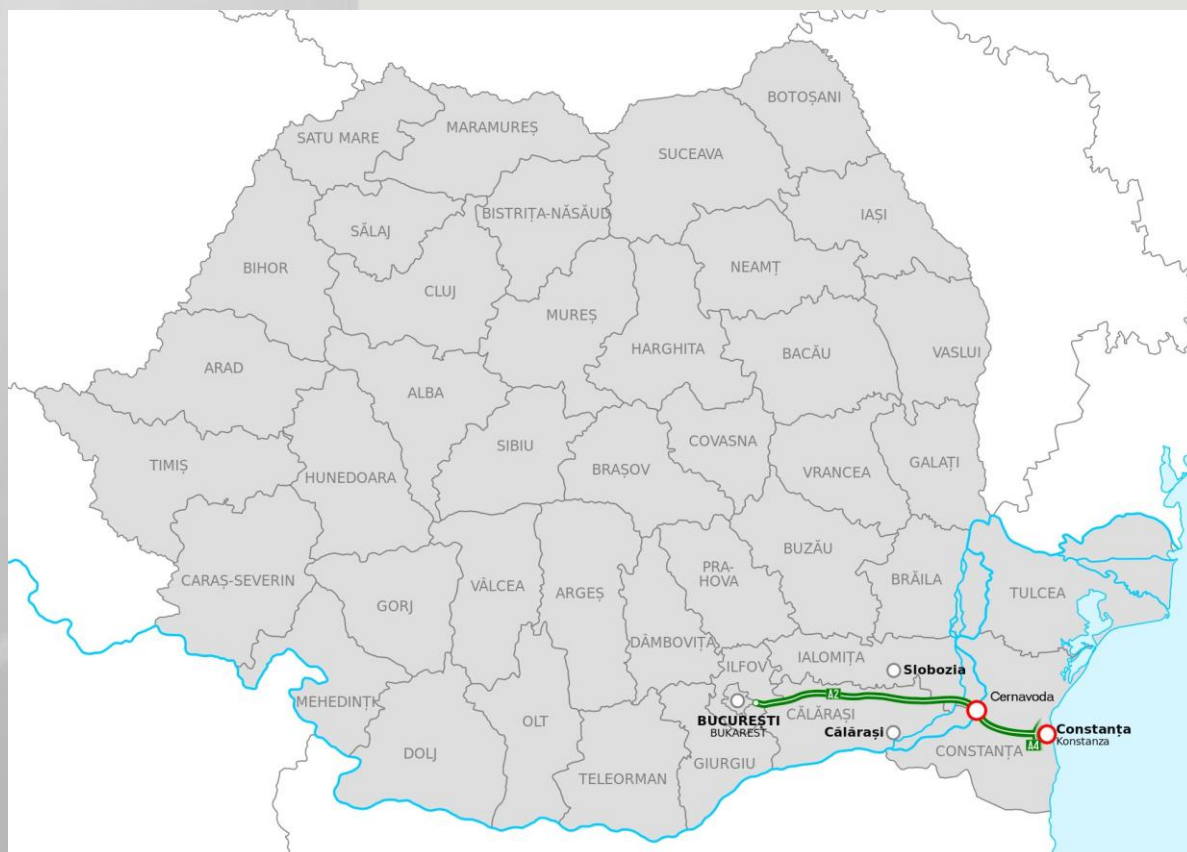 BOTOȘANI
MARAMUREȘ
SATU MARE
SUCEAVA
BISTRIȚA-NĂSĂUD
IAȘI
SĂLAJ
BIHOR
NEAMȚ
CLUJ
MUREȘ
HARGHITA
BACĂU
VASLUI
ARAD
ALBA
SIBIU
COVASNA
TIMIȘ
HUNEDOARA
BRAȘOV
VRANCEA
GALAȚI
BUZĂU
PRA-
HOVA
CARAȘ-SEVERIN
VÂLCEA
ARGEȘ
BRĂILA
GORJ
TULCEA
DÂMBOVIȚA
IALOMIȚA
ILFOV
Slobozia
MEHEDINȚI
A2
Cernavoda
CĂLĂRAȘI
BUCUREȘTI
BUKAREST
OLT
Călărași
Constanța
Konstanza
A4
DOLJ
CONSTANȚA
GIURGIU
TELEORMAN